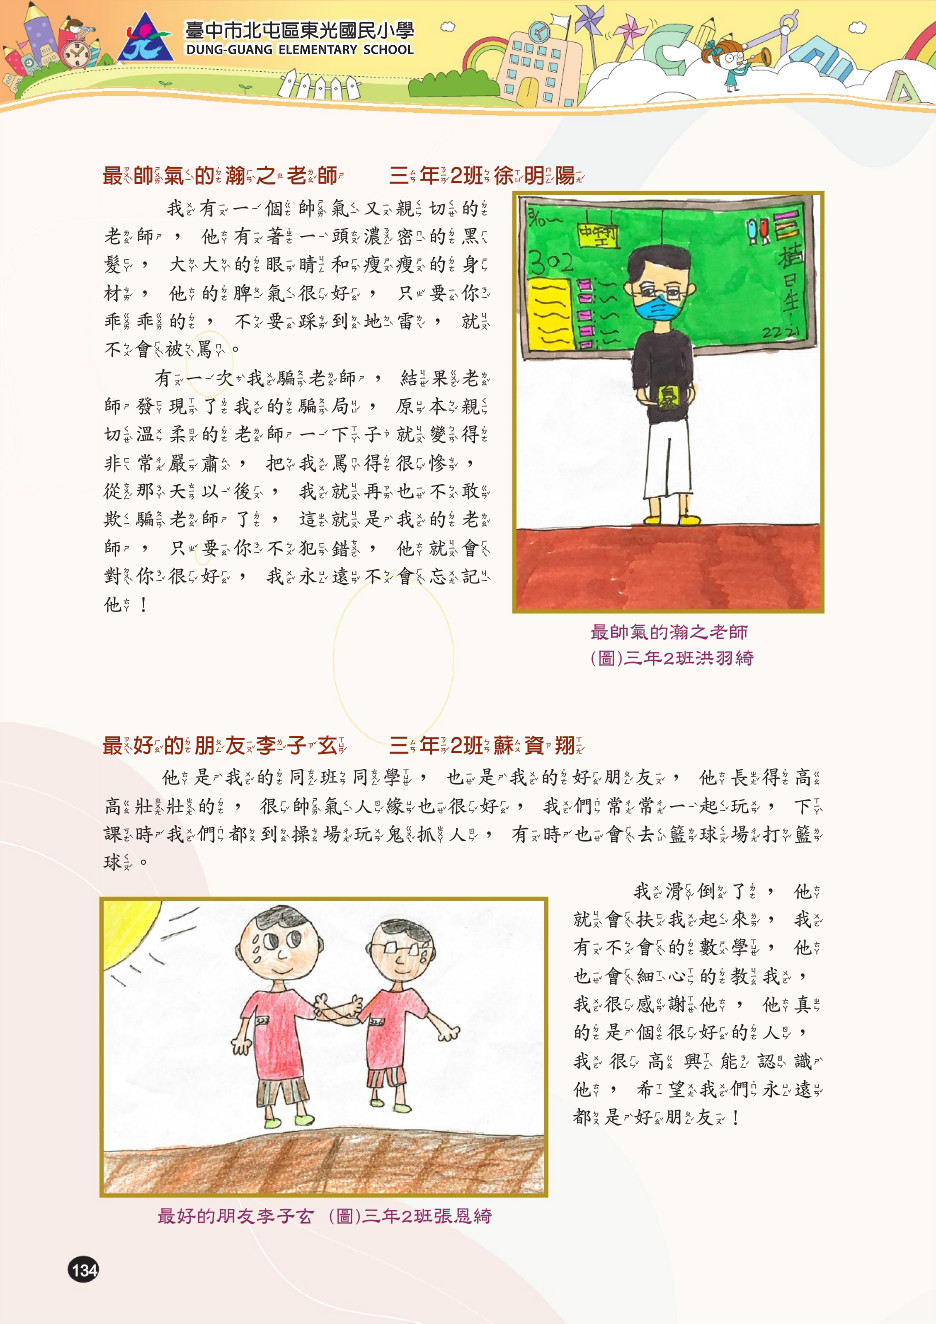 臺中市北屯區東光國民小學
DUNG-GUANG ELEMENTARY SCHOOL
最帥氣的瀚之老師 三年2班徐明陽
我有一個帥氣又親切的
老師，他有著一頭濃密的黑
髮，大大的眼睛和瘦瘦的身
材，他的脾氣很好，只要你
乖乖的，不要踩到地雷，就
不會被罵。
有一次我騙老師，結果老
師發現了我的騙局，原本親
切溫柔的老師一下子就變得
非常嚴肅，把我罵得很慘，
從那天以後，我就再也不敢
欺騙老師了，這就是我的老
師，只要你不犯錯，他就會
對你很好，我永遠不會忘記
他！
302
值日生：
22 21
最帥氣的瀚之老師
(圖)三年2班洪羽綺
最好的朋友李子玄 三年2班蘇資翔
他是我的同班同學，也是我的好朋友，他長得高
高壯壯的，很帥氣人緣也很好，我們常常一起玩，下
課時我們都到操場玩鬼抓人，有時也會去籃球場打籃
球。
我滑倒了，他
就會扶我起來，我
有不會的數學，他
也會細心的教我，
我很感謝他，他真
的是個很好的人，
我很高興能認識
他，希望我們永遠
都是好朋友！
最好的朋友李子玄 (圖)三年2班張恩綺
134